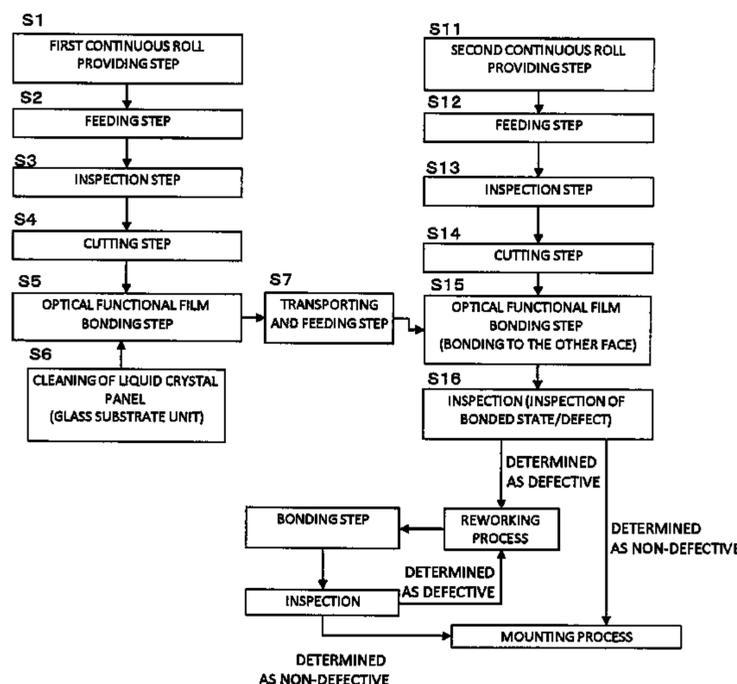 S1
FIRST CONTINUOUS ROLL
PROVIDING STEP
S2
FEEDING STEP
S3
INSPECTION STEP
S4
CUTTING STEP
S5
OPTICAL FUNCTIONAL FILM
BONDING STEP
S6
CLEANING OF LIQUID CRYSTAL
PANEL
(GLASS SUBSTRATE UNIT)
S7
TRANSPORTING
AND FEEDING STEP
S11
SECOND CONTINUOUS ROLL
PROVIDING STEP
S12
FEEDING STEP
S13
INSPECTION STEP
S14
CUTTING STEP
S15
OPTICAL FUNCTIONAL FILM
BONDING STEP
(BONDING TO THE OTHER FACE)
S16
INSPECTION (INSPECTION OF
BONDED STATE/DEFECT)
DETERMINED
AS DEFECTIVE
DETERMINED
AS NON-DEFECTIVE
REWORKING
PROCESS
BONDING STEP
DETERMINED
AS DEFECTIVE
INSPECTION
MOUNTING PROCESS
DETERMINED
AS NON-DEFECTIVE